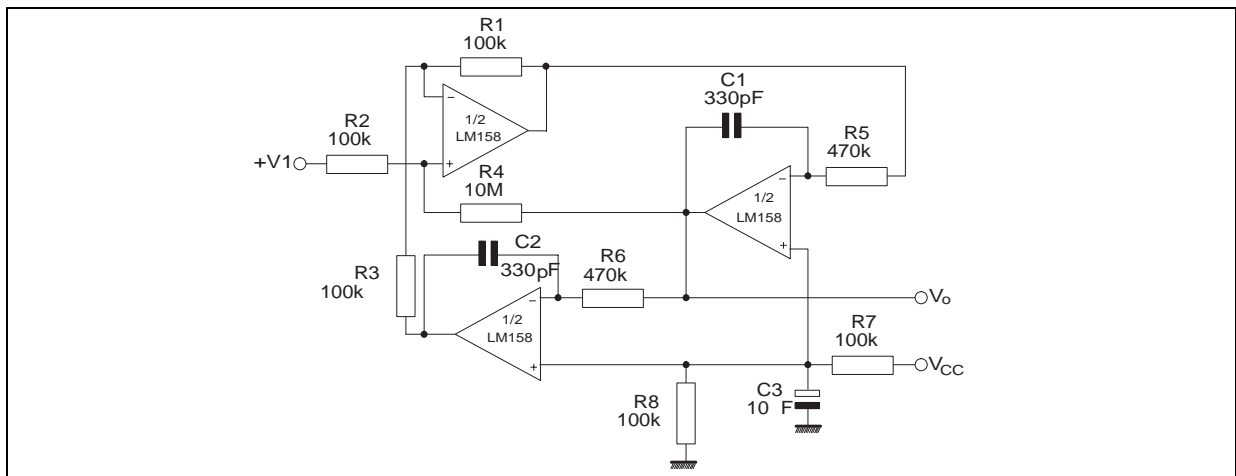 R1
100k
C1
330pF
R2
100k
1/2
LM158
R5
470k
+V1
R4
10M
1/2
LM158
C2
330pF
R6
470k
R3
100k
1/2
LM158
Vo
R7
100k
VCC
C3
10 F
R8
100k